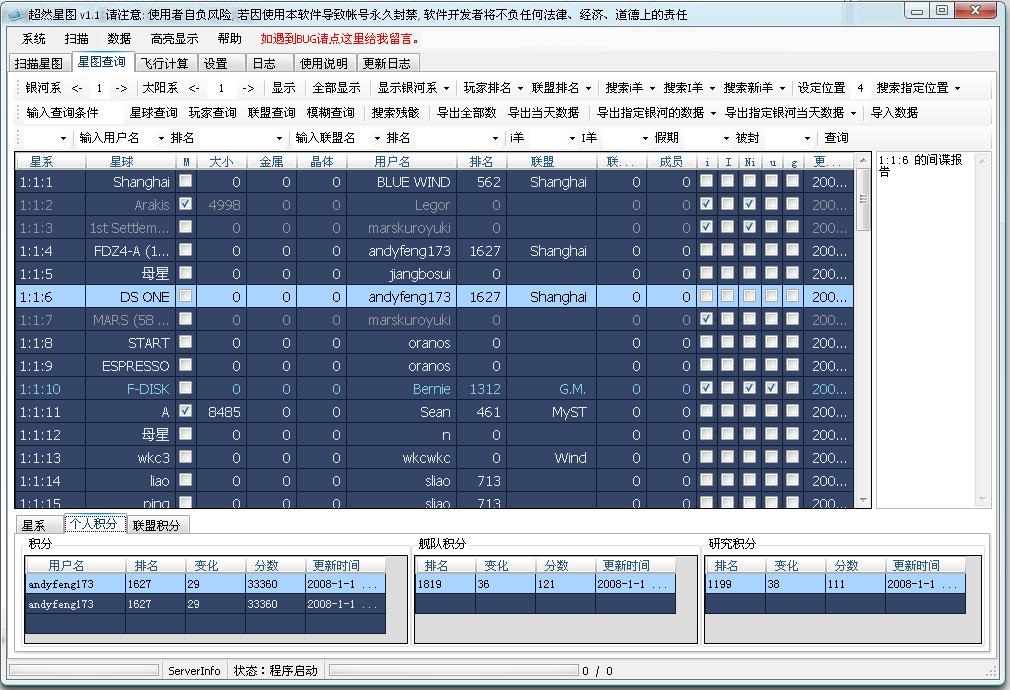 超然星图 v1.1 请注意: 使用者自负风险, 若因使用本软件导致帐号永久封禁, 软件开发者将不负任何法律、经济、道德上的责任
系统 扫描 数据 高亮显示 帮助 如遇到BUG请点这里给我留言。
扫描星图 星图查询 飞行计算 设置 日志 使用说明 更新日志
银河系 <- 1 -> 太阳系 <- 1 -> 显示 全部显示 显示银河系 玩家排名 联盟排名 搜索i羊 搜索I羊 搜索新羊 设定位置 4 搜索指定位置
输入查询条件 星球查询 玩家查询 联盟查询 模糊查询 搜索残骸 导出全部数 导出当天数据 导出指定银河的数据 导出指定银河当天数据 导入数据
输入用户名 排名 输入联盟名 排名 i羊 I羊 假期 被封 查询
星系 星球 M 大小 金属 晶体 用户名 排名 联盟 联... 成员 i I Ni u g 更...
1:1:1 Shanghai 0 0 0 BLUE WIND 562 Shanghai 0 0 200...
1:1:2 Arakis 4998 0 0 Legor 0 0 200...
1:1:3 1st Settlem... 0 0 0 marskuroyuki 0 0 200...
1:1:4 FDZ4-A (1... 0 0 0 andyfeng173 1627 Shanghai 0 0 200...
1:1:5 母星 0 0 0 jiangbosui 0 0 200...
1:1:6 DS ONE 0 0 0 andyfeng173 1627 Shanghai 0 0 200...
1:1:7 MARS (58 ... 0 0 0 marskuroyuki 0 0 200...
1:1:8 START 0 0 0 oranos 0 0 200...
1:1:9 ESPRESSO 0 0 0 oranos 0 0 200...
1:1:10 F-DISK 0 0 0 Bernie 1312 G.M. 0 0 200...
1:1:11 A 8485 0 0 Sean 461 MyST 0 0 200...
1:1:12 母星 0 0 0 n 0 0 200...
1:1:13 wkc3 0 0 0 wkcwkc Wind 0 0 200...
1:1:14 liao 0 0 0 sliao 713 0 0 200...
1:1:15 ping 0 0 0 sliao 713 0 0 200...
1:1:6 的间谍报
告
星系 个人积分 联盟积分
积分
用户名 排名 变化 分数 更新时间
andyfeng173 1627 29 33360 2008-1-1 ...
andyfeng173 1627 29 33360 2008-1-1 ...
舰队积分
排名 变化 分数 更新时间
1819 36 121 2008-1-1 ...
研究积分
排名 变化 分数 更新时间
1199 38 111 2008-1-1 ...
ServerInfo 状态：程序启动 0 / 0